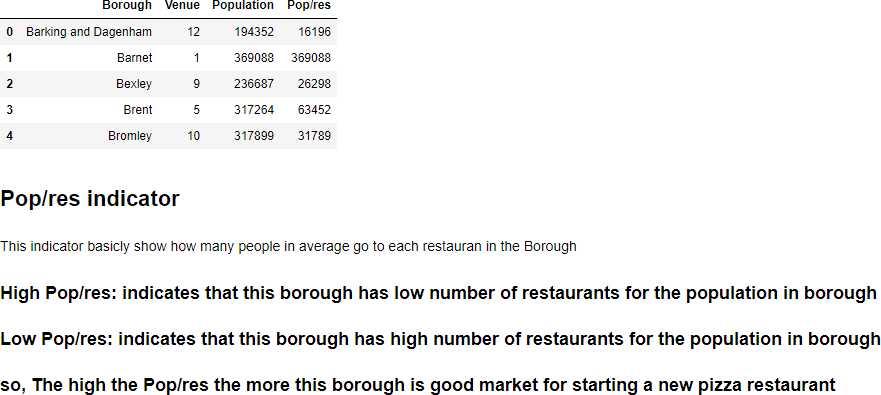 Borough Venue Population Pop/res
0 Barking and Dagenham 12 194352 16196
1 Barnet 1 369088 369088
2 Bexley 9 236687 26298
3 Brent 5 317264 63452
4 Bromley 10 317899 31789
Pop/res indicator
This indicator basicly show how many people in average go to each restauran in the Borough
High Pop/res: indicates that this borough has low number of restaurants for the population in borough
Low Pop/res: indicates that this borough has high number of restaurants for the population in borough
so, The high the Pop/res the more this borough is good market for starting a new pizza restaurant